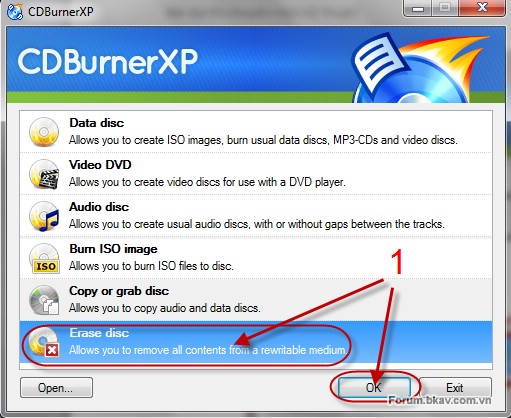 CDBurnerXP
CDBurnerXP
Data disc
Allows you to create ISO images, burn usual data discs, MP3-CDs and video discs.
Video DVD
Allows you to create video discs for use with a DVD player.
Audio disc
Allows you to create usual audio discs, with or without gaps between the tracks.
Burn ISO image
ISO
Allows you to burn ISO files to disc.
1
Copy or grab disc
Allows you to copy audio and data discs.
Erase disc
Allows you to remove all contents from a rewritable medium.
Open...
OK
Exit
Forum.bkav.com.vn